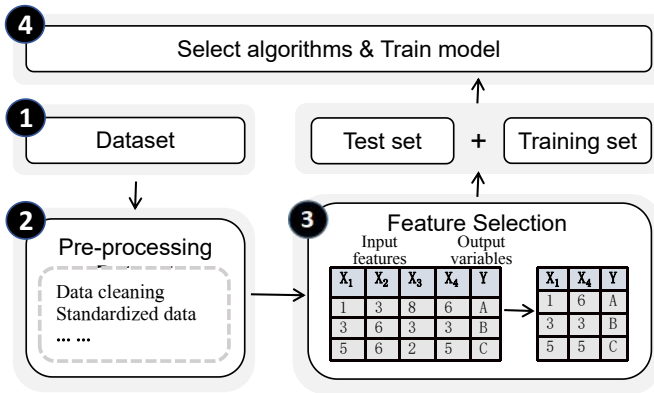 4
Select algorithms & Train model
1
Dataset
Test set + Training set
2
Pre-processing
Data cleaning
Standardized data
... ...
3
Feature Selection
Input features
Output variables
X₁ X₂ X₃ X₄ Y
1 3 8 6 A
3 6 3 3 B
5 6 2 5 C
X₁ X₄ Y
1 6 A
3 3 B
5 5 C